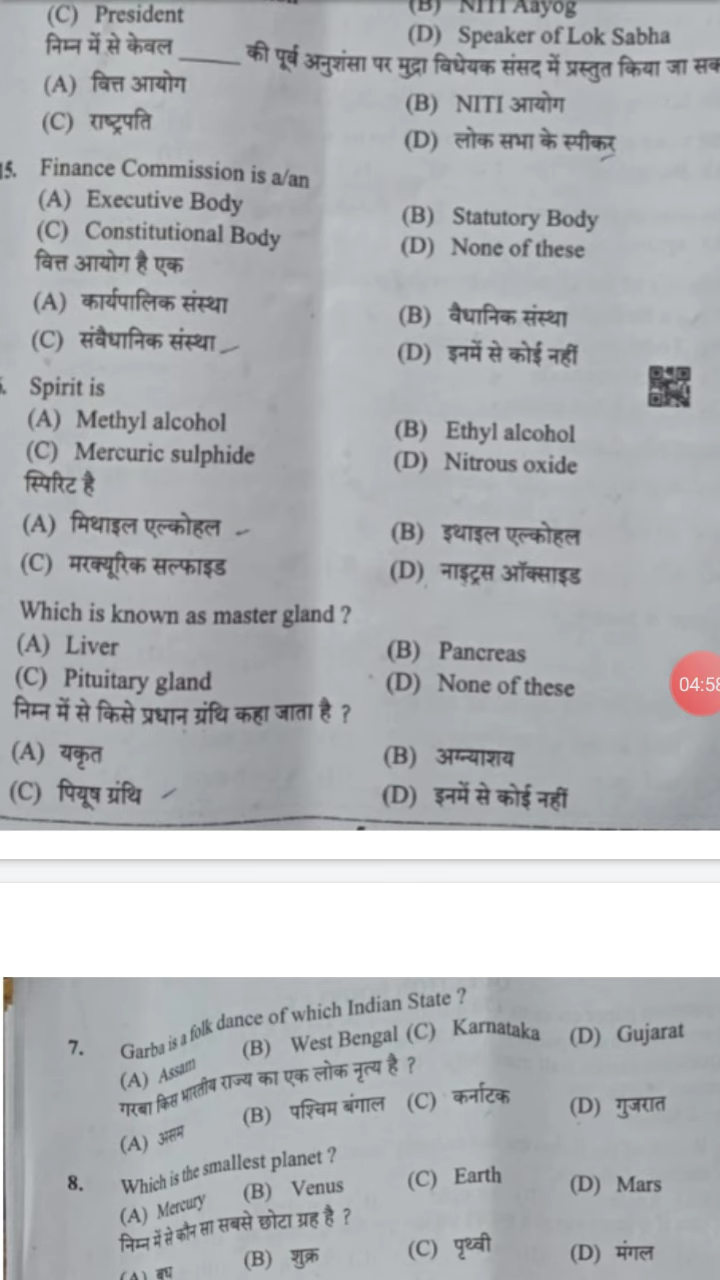 (C) President (B) NITI Aayog
(D) Speaker of Lok Sabha
निम्न में से केवल ______ की पूर्व अनुशंसा पर मुद्रा विधेयक संसद में प्रस्तुत किया जा सक
(A) वित्त आयोग (B) NITI आयोग
(C) राष्ट्रपति (D) लोक सभा के स्पीकर
15. Finance Commission is a/an
(A) Executive Body (B) Statutory Body
(C) Constitutional Body (D) None of these
वित्त आयोग है एक
(A) कार्यपालिक संस्था (B) वैधानिक संस्था
(C) संवैधानिक संस्था (D) इनमें से कोई नहीं
Spirit is
(A) Methyl alcohol (B) Ethyl alcohol
(C) Mercuric sulphide (D) Nitrous oxide
स्पिरिट है
(A) मिथाइल एल्कोहल (B) इथाइल एल्कोहल
(C) मरक्यूरिक सल्फाइड (D) नाइट्रस ऑक्साइड
Which is known as master gland ?
(A) Liver (B) Pancreas
(C) Pituitary gland (D) None of these
04:58
निम्न में से किसे प्रधान ग्रंथि कहा जाता है ?
(A) यकृत (B) अग्न्याशय
(C) पियूष ग्रंथि (D) इनमें से कोई नहीं
7. Garba is a folk dance of which Indian State ?
(A) Assam (B) West Bengal (C) Karnataka (D) Gujarat
गरबा किस भारतीय राज्य का एक लोक नृत्य है ?
(A) असम (B) पश्चिम बंगाल (C) कर्नाटक (D) गुजरात
8. Which is the smallest planet ?
(A) Mercury (B) Venus (C) Earth (D) Mars
निम्न में से कौन सा सबसे छोटा ग्रह है ?
(A) बुध (B) शुक्र (C) पृथ्वी (D) मंगल